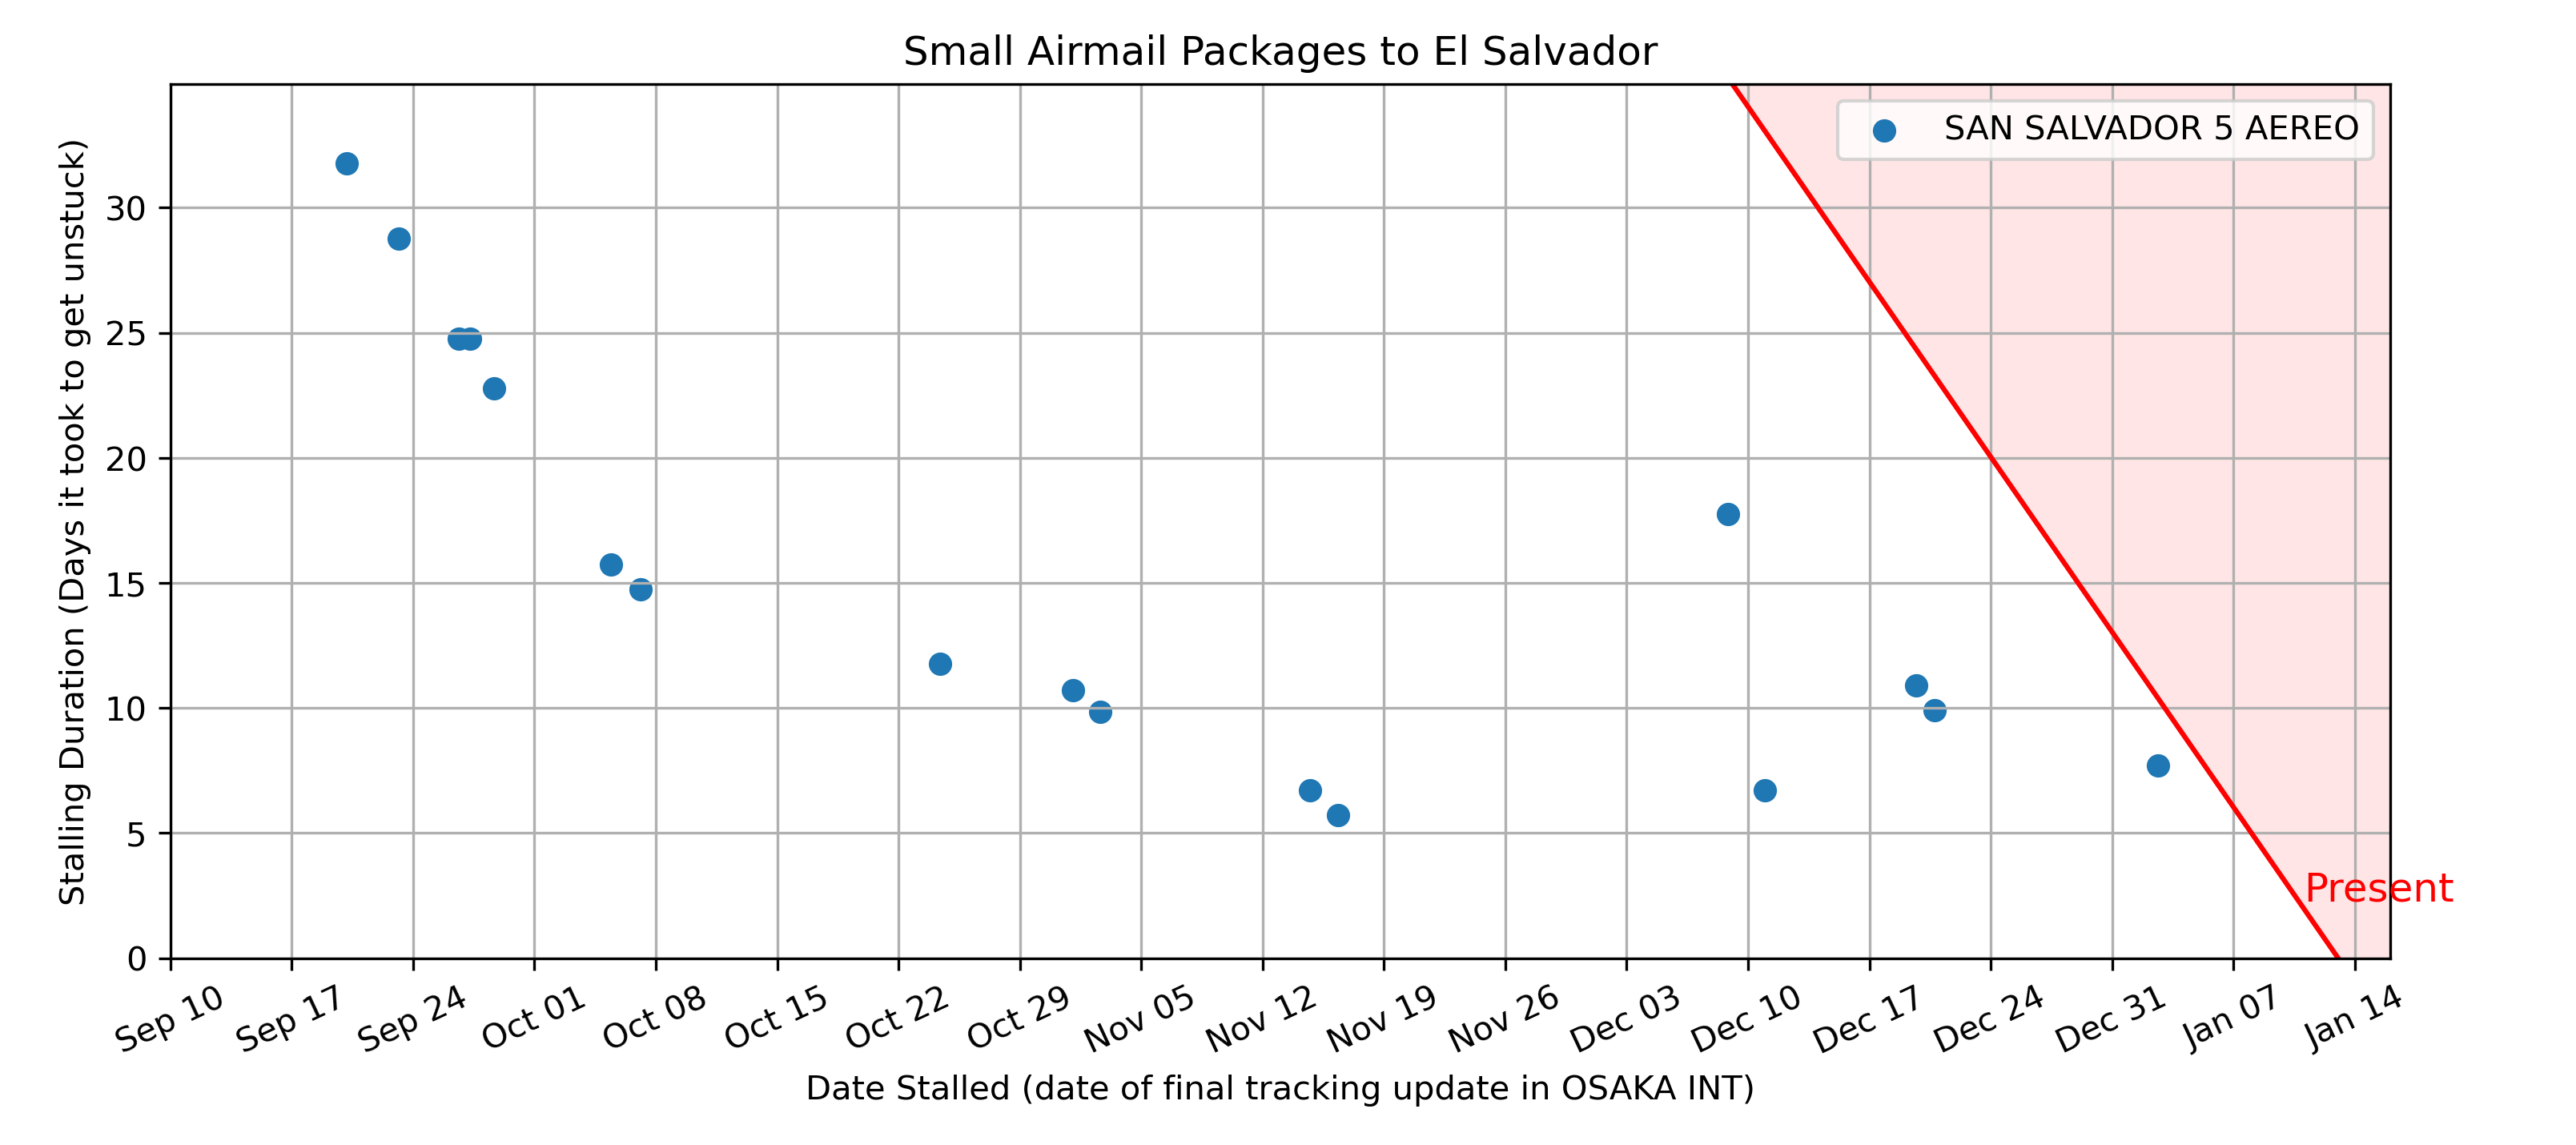 Small Airmail Packages to El Salvador
SAN SALVADOR 5 AEREO
Stalling Duration (Days it took to get unstuck)
30
25
20
15
10
5
0
Present
Sep 10
Sep 17
Sep 24
Oct 01
Oct 08
Oct 15
Oct 22
Oct 29
Nov 05
Nov 12
Nov 19
Nov 26
Dec 03
Dec 10
Dec 17
Dec 24
Dec 31
Jan 07
Jan 14
Date Stalled (date of final tracking update in OSAKA INT)